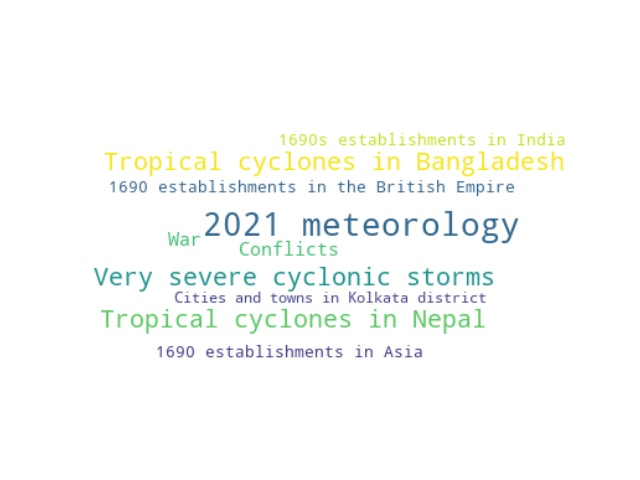 1690s establishments in India
Tropical cyclones in Bangladesh
1690 establishments in the British Empire
2021 meteorology
War
Conflicts
Very severe cyclonic storms
Cities and towns in Kolkata district
Tropical cyclones in Nepal
1690 establishments in Asia